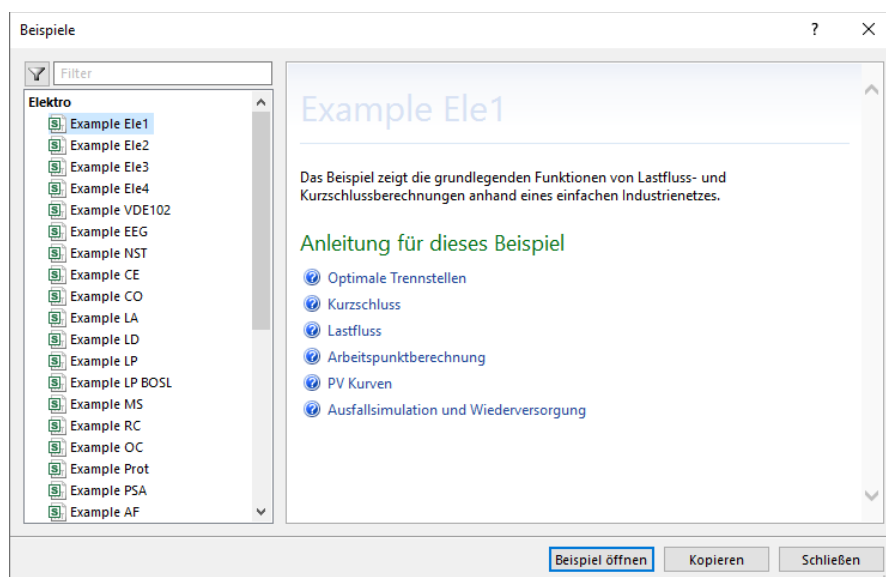 Beispiele
?
Filter
Elektro
Example Ele1
Example Ele2
Example Ele3
Example Ele4
Example VDE102
Example EEG
Example NST
Example CE
Example CO
Example LA
Example LD
Example LP
Example LP BOSL
Example MS
Example RC
Example OC
Example Prot
Example PSA
Example AF
Example Ele1
Das Beispiel zeigt die grundlegenden Funktionen von Lastfluss- und
Kurzschlussberechnungen anhand eines einfachen Industrienetzes.
Anleitung für dieses Beispiel
Optimale Trennstellen
Kurzschluss
Lastfluss
Arbeitspunktberechnung
PV Kurven
Ausfallsimulation und Wiederversorgung
Beispiel öffnen
Kopieren
Schließen